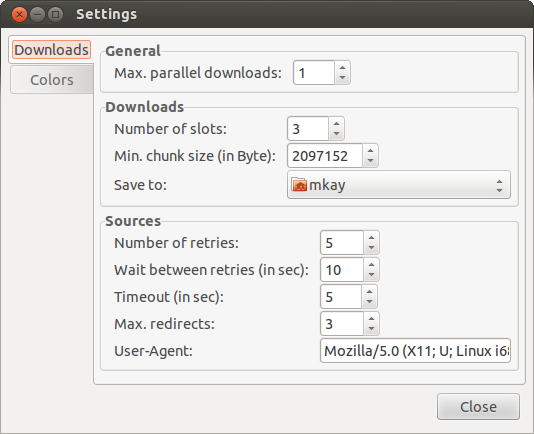 Settings
Downloads
Colors
General
Max. parallel downloads: 1
Downloads
Number of slots: 3
Min. chunk size (in Byte): 2097152
Save to: mkay
Sources
Number of retries: 5
Wait between retries (in sec): 10
Timeout (in sec): 5
Max. redirects: 3
User-Agent: Mozilla/5.0 (X11; U; Linux i6
Close